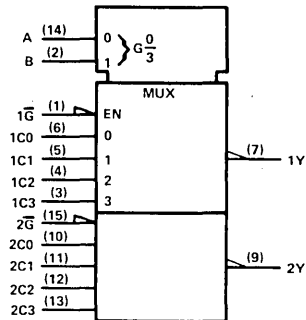 A (14) 0
B (2) 1 } G 0/3
MUX
1G̅ (1) EN
1C0 (6) 0
1C1 (5) 1
1C2 (4) 2
1C3 (3) 3
(7) 1Y
2G̅ (15)
2C0 (10)
2C1 (11)
2C2 (12)
2C3 (13)
(9) 2Y